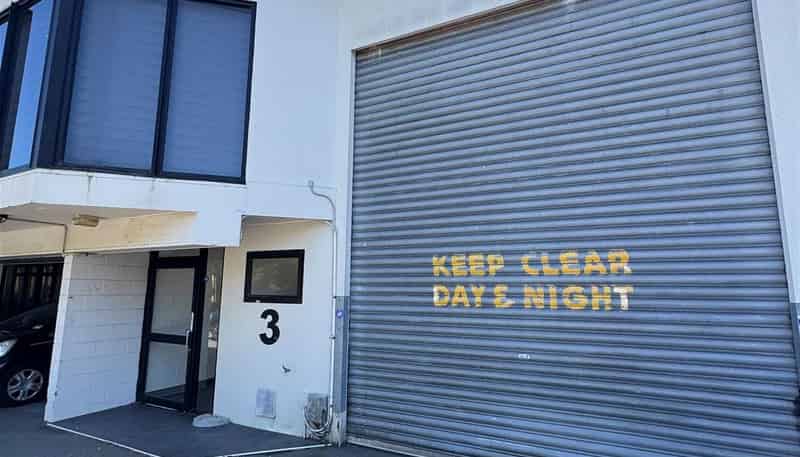 KEEP CLEAR
DAY & NIGHT
3